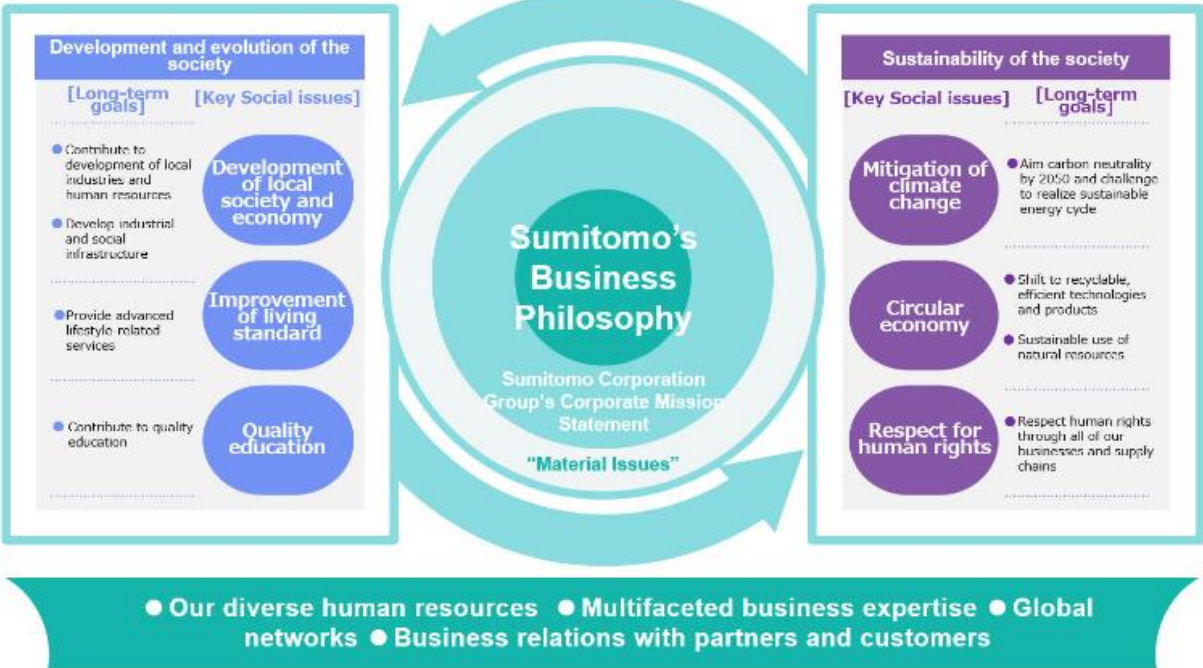 Development and evolution of the
society
[Long-term
goals]
[Key Social issues]
Contribute to
development of local
industries and
human resources
Develop industrial
and social
infrastructure
Development
of local
society and
economy
Provide advanced
lifestyle-related
services
Improvement
of living
standard
Contribute to quality
education
Quality
education
Sumitomo's
Business
Philosophy
Sumitomo Corporation
Group's Corporate Mission
Statement
“Material Issues”
Sustainability of the society
[Key Social issues]
[Long-term
goals]
Mitigation of
climate
change
Aim carbon neutrality
by 2050 and challenge
to realize sustainable
energy cycle
Circular
economy
Shift to recyclable,
efficient technologies
and products
Sustainable use of
natural resources
Respect for
human rights
Respect human rights
through all of our
businesses and supply
chains
● Our diverse human resources ● Multifaceted business expertise ● Global
networks ● Business relations with partners and customers